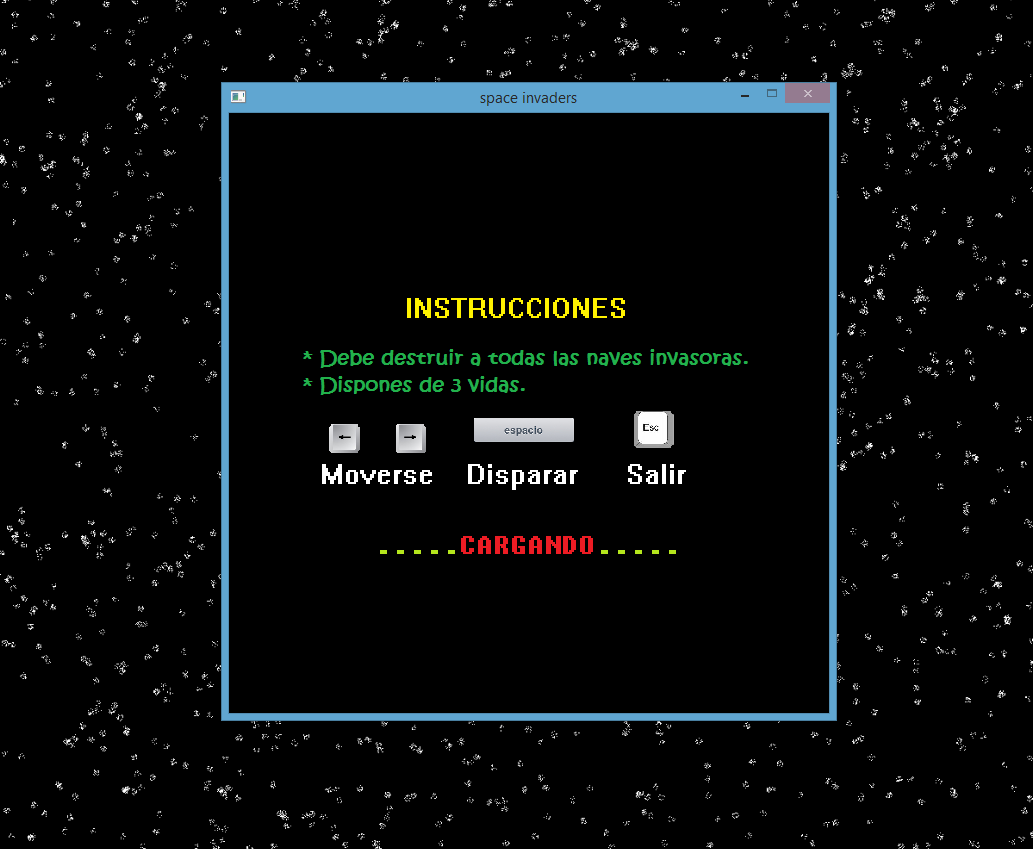 space invaders
INSTRUCCIONES
* Debe destruir a todas las naves invasoras.
* Dispones de 3 vidas.
← → espacio Esc
Moverse Disparar Salir
.....CARGANDO.....